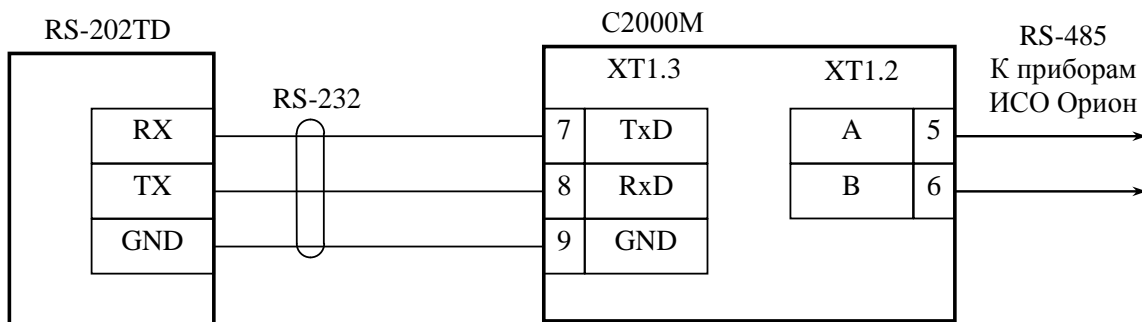 RS-202TD
C2000M
RS-485
К приборам
ИСО Орион
XT1.3
XT1.2
RS-232
RX
7
TxD
A
5
TX
8
RxD
B
6
GND
9
GND